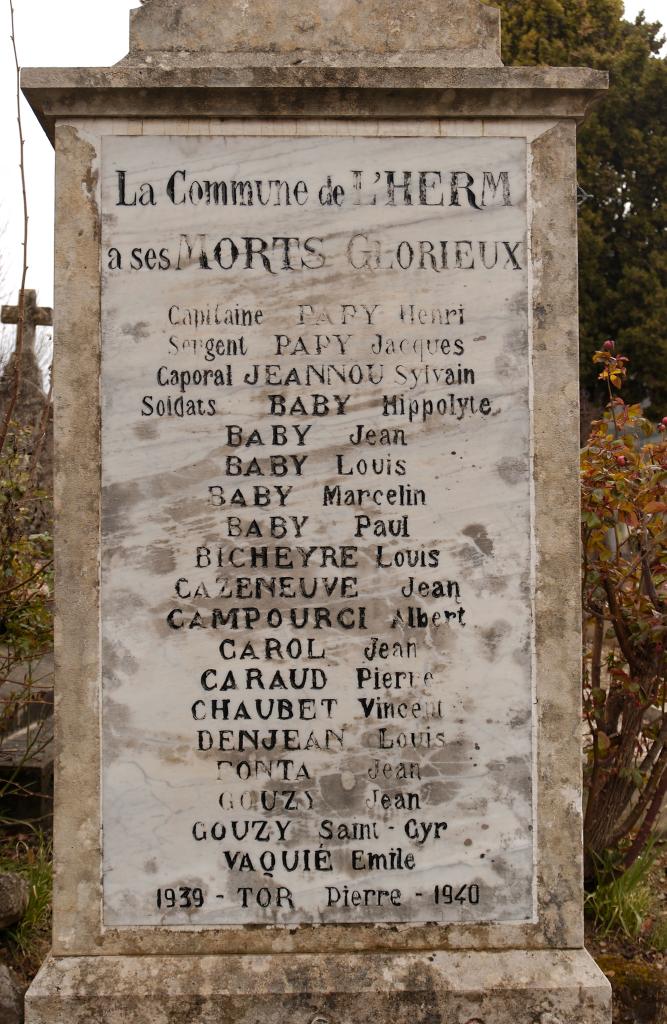 La Commune de L'HERM
a ses MORTS GLORIEUX
Capitaine PAPY Henri
Sergent PAPY Jacques
Caporal JEANNOU Sylvain
Soldats BABY Hippolyte
BABY Jean
BABY Louis
BABY Marcelin
BABY Paul
BICHEYRE Louis
CAZENEUVE Jean
CAMPOURCI Albert
CAROL Jean
CARAUD Pierre
CHAUBET Vincent
DENJEAN Louis
Jean
GOUZY Jean
GOUZY Saint-Cyr
VAQUIÉ Emile
1939 - TOR Pierre - 1940